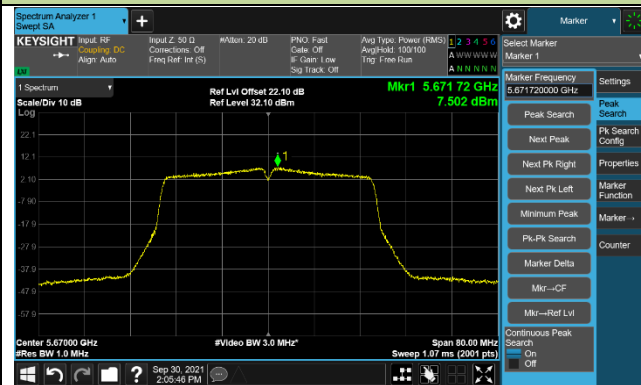 Spectrum Analyzer 1
Swept SA
Marker
KEYSIGHT
Input: RF
Coupling: DC
Align: Auto
Input Z: 50 Ω
Corrections: Off
Freq Ref: Int (S)
#Atten: 20 dB
PNO: Fast
Gate: Off
IF Gain: Low
Sig Track: Off
Avg Type: Power (RMS)
Avg|Hold: 100/100
Trig: Free Run
1 2 3 4 5 6
A W W W W W
A N N N N N
Select Marker
Marker 1
1 Spectrum
Scale/Div 10 dB
Log
Ref Lvl Offset 22.10 dB
Ref Level 32.10 dBm
Mkr1 5.671 72 GHz
7.502 dBm
22.1
12.1
2.10
-7.90
-17.9
-27.9
-37.9
-47.9
-57.9
1
Center 5.67000 GHz
#Res BW 1.0 MHz
#Video BW 3.0 MHz*
Span 80.00 MHz
Sweep 1.07 ms (2001 pts)
Marker Frequency
5.671720000 GHz
Peak Search
Next Peak
Next Pk Right
Next Pk Left
Minimum Peak
Pk-Pk Search
Marker Delta
Mkr→CF
Mkr→Ref Lvl
Continuous Peak
Search
On
Off
Settings
Peak
Search
Pk Search
Config
Properties
Marker
Function
Marker→
Counter
Sep 30, 2021
2:05:46 PM